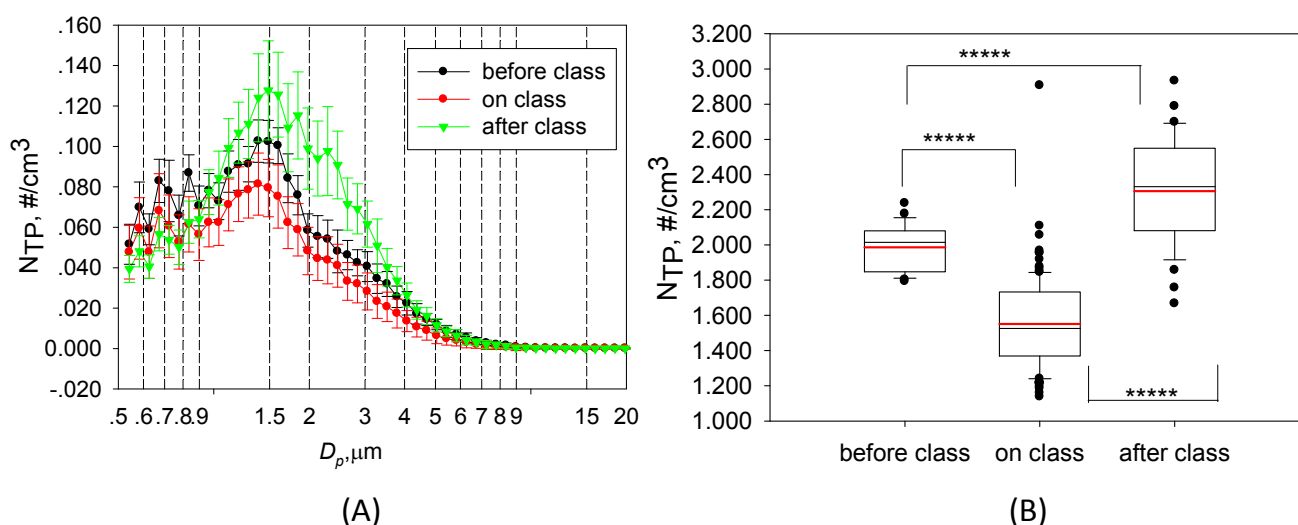 .160
.140
.120
.100
.080
.060
.040
.020
0.000
-.020
NTP, #/cm3
before class
on class
after class
.5 .6 .7 .8 .9 1.5 2 3 4 5 6 7 8 9 15 20
Dp,μm
(A)
3.200
3.000
2.800
2.600
2.400
2.200
2.000
1.800
1.600
1.400
1.200
1.000
NTP, #/cm3
*****
*****
*****
before class on class after class
(B)